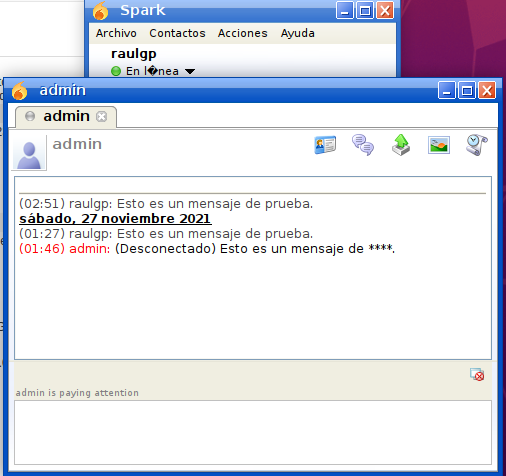 Spark
Archivo Contactos Acciones Ayuda
raulgp
En l�nea
admin
admin
admin
(02:51) raulgp: Esto es un mensaje de prueba.
sábado, 27 noviembre 2021
(01:27) raulgp: Esto es un mensaje de prueba.
(01:46) admin: (Desconectado) Esto es un mensaje de ****.
admin is paying attention